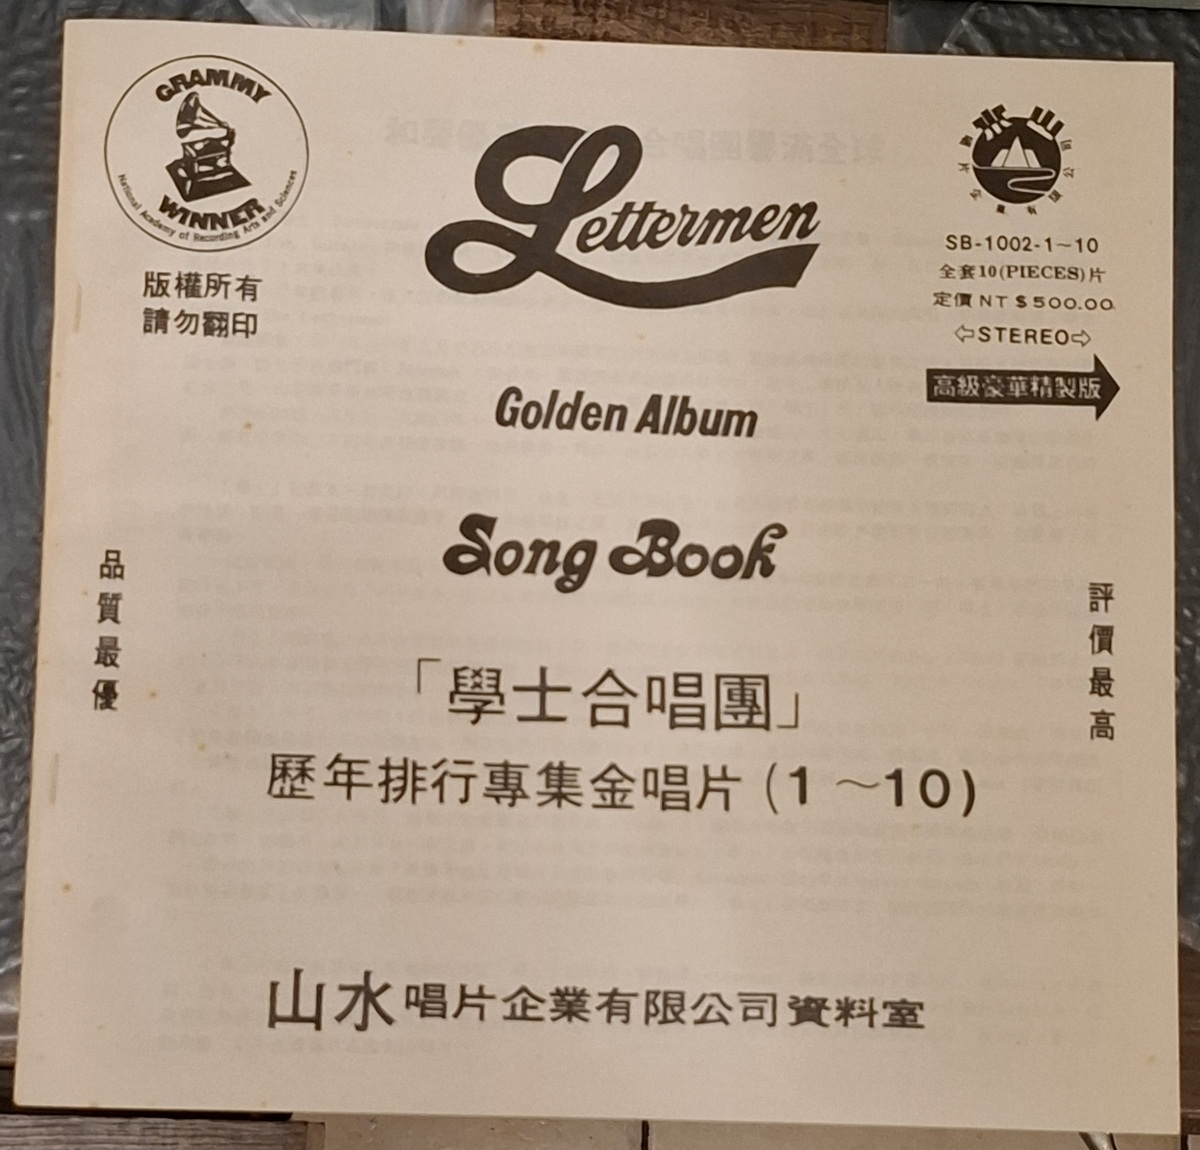 GRAMMY
WINNER
National Academy of Recording Arts and Sciences
版權所有
請勿翻印
Lettermen
山水
SB-1002-1~10
全套10(PIECES)片
定價 NT $500.00
⇦STEREO⇨
高級豪華精製版
Golden Album
Song Book
品質最優
評價最高
「學士合唱團」
歷年排行專集金唱片(1~10)
山水唱片企業有限公司資料室